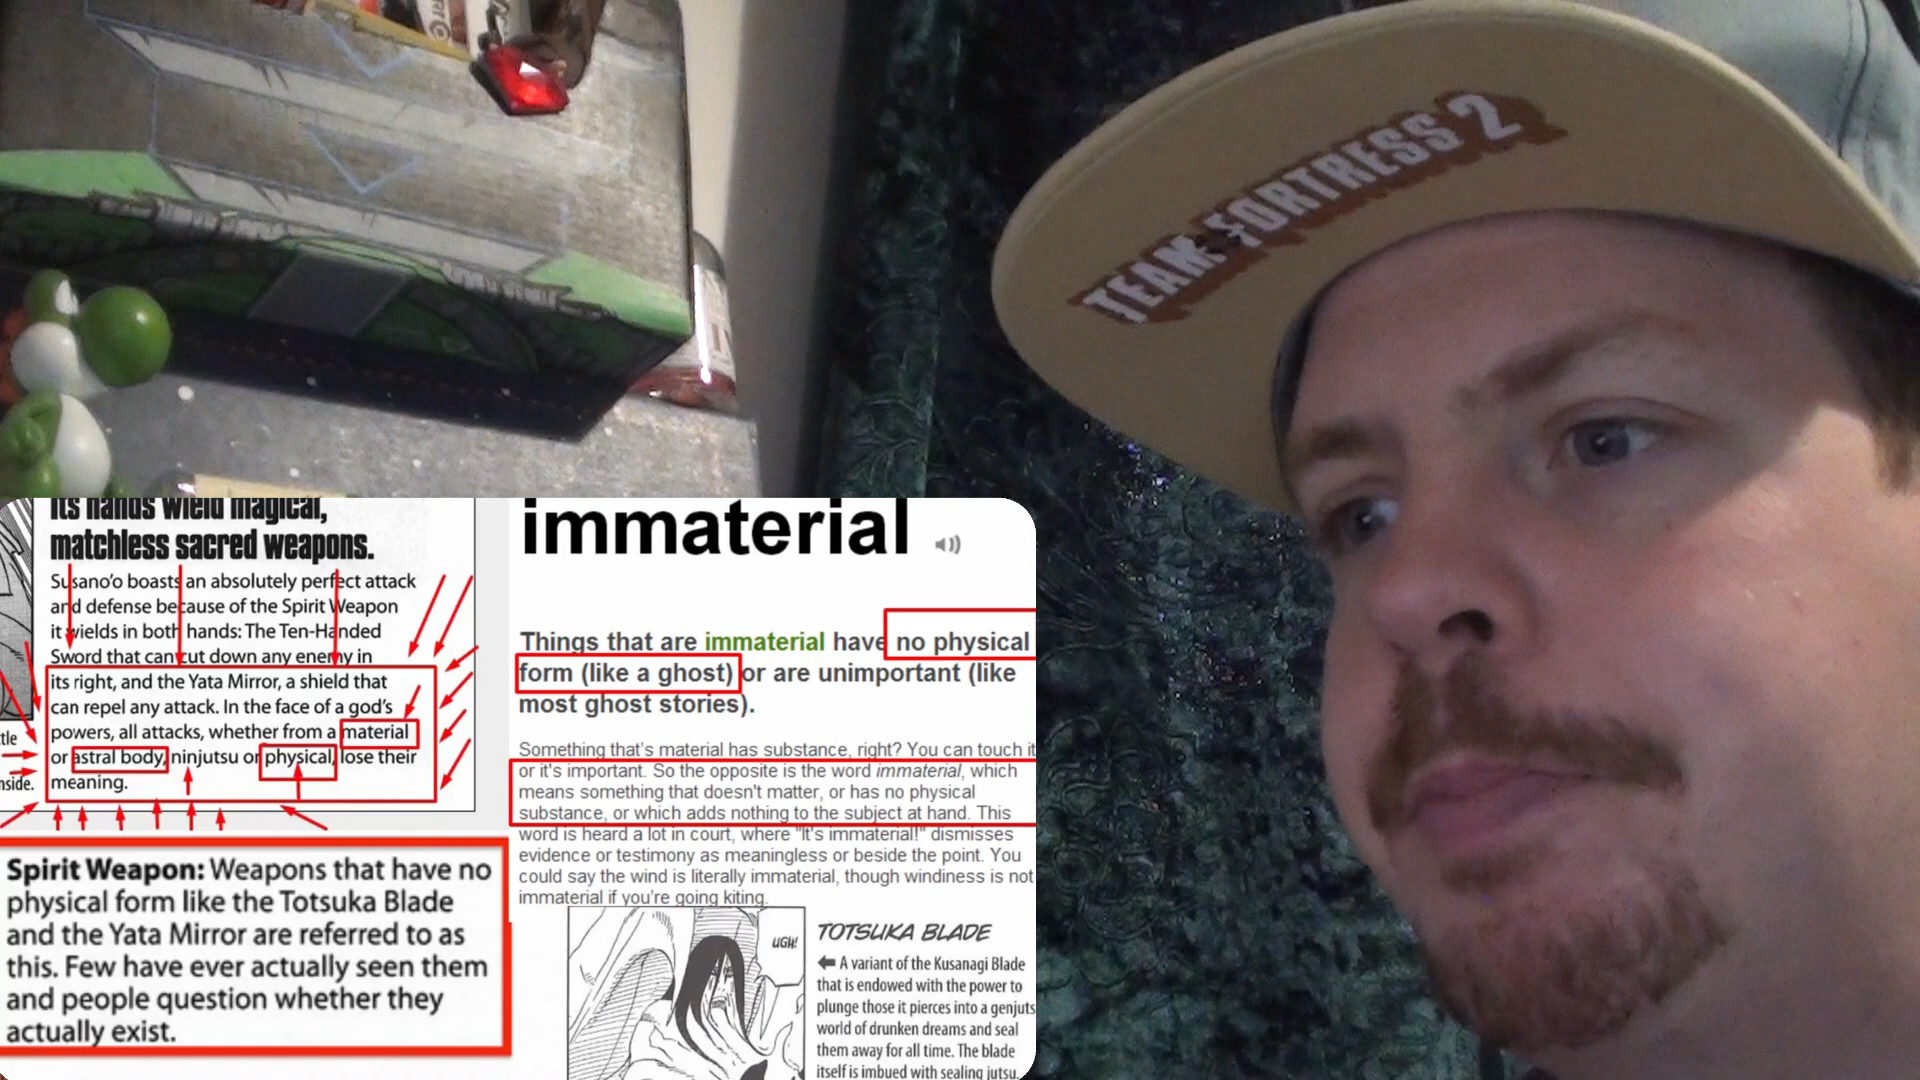 TEAM FORTRESS 2
Its hands wield magical,
matchless sacred weapons.
Susano'o boasts an absolutely perfect attack
and defense because of the Spirit Weapon
it wields in both hands: The Ten-Handed
Sword that can cut down any enemy in
its right, and the Yata Mirror, a shield that
can repel any attack. In the face of a god's
powers, all attacks, whether from a material
or astral body, ninjutsu or physical, lose their
meaning.
ttle
nside.
Spirit Weapon: Weapons that have no
physical form like the Totsuka Blade
and the Yata Mirror are referred to as
this. Few have ever actually seen them
and people question whether they
actually exist.
immaterial
Things that are immaterial have no physical
form (like a ghost) or are unimportant (like
most ghost stories).
Something that's material has substance, right? You can touch it
or it's important. So the opposite is the word immaterial, which
means something that doesn't matter, or has no physical
substance, or which adds nothing to the subject at hand. This
word is heard a lot in court, where "It's immaterial!" dismisses
evidence or testimony as meaningless or beside the point. You
could say the wind is literally immaterial, though windiness is not
immaterial if you're going kiting.
UGH!
TOTSUKA BLADE
A variant of the Kusanagi Blade
that is endowed with the power to
plunge those it pierces into a genjuts
world of drunken dreams and seal
them away for all time. The blade
itself is imbued with sealing jutsu.